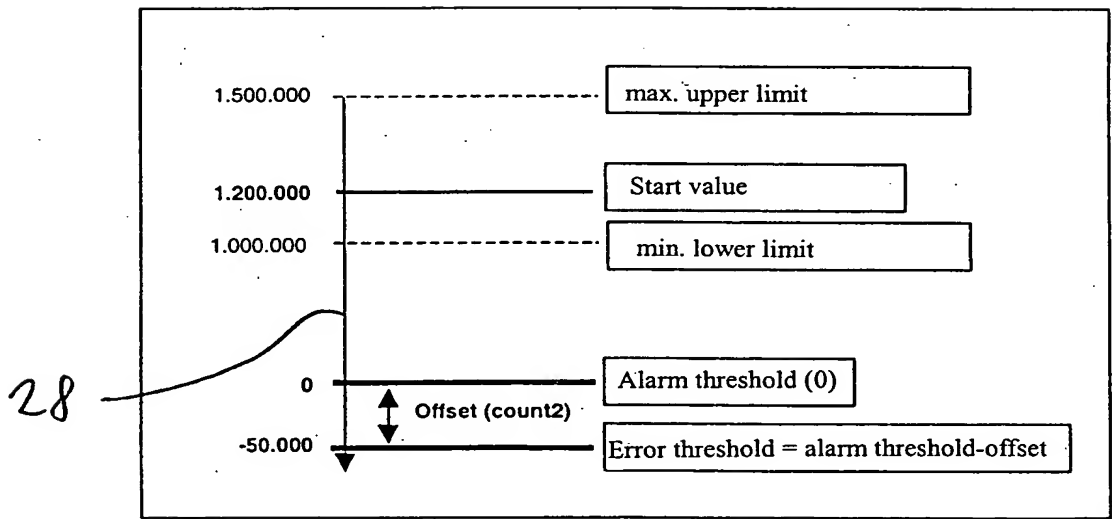 1.500.000 max. upper limit
1.200.000 Start value
1.000.000 min. lower limit
28
0 Alarm threshold (0)
Offset (count2)
-50.000 Error threshold = alarm threshold-offset